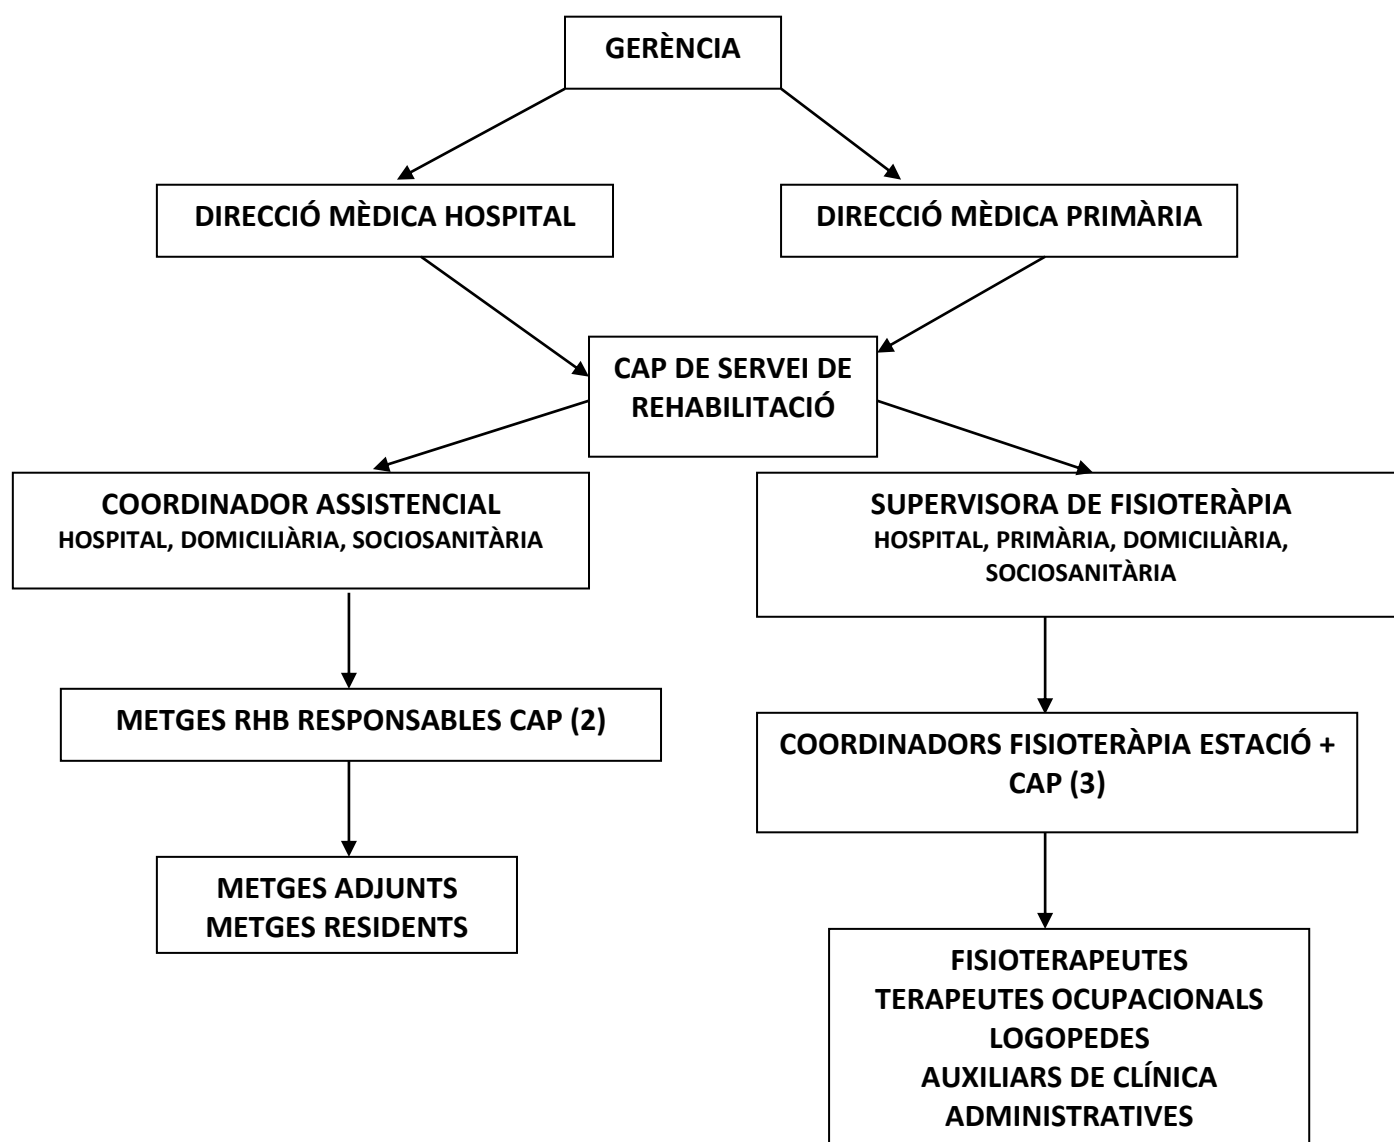 GERÈNCIA
DIRECCIÓ MÈDICA HOSPITAL
DIRECCIÓ MÈDICA PRIMÀRIA
CAP DE SERVEI DE
REHABILITACIÓ
COORDINADOR ASSISTENCIAL
HOSPITAL, DOMICILIÀRIA, SOCIOSANITÀRIA
SUPERVISORA DE FISIOTERÀPIA
HOSPITAL, PRIMÀRIA, DOMICILIÀRIA,
SOCIOSANITÀRIA
METGES RHB RESPONSABLES CAP (2)
COORDINADORS FISIOTERÀPIA ESTACIÓ +
CAP (3)
METGES ADJUNTS
METGES RESIDENTS
FISIOTERAPEUTES
TERAPEUTES OCUPACIONALS
LOGOPEDES
AUXILIARS DE CLÍNICA
ADMINISTRATIVES